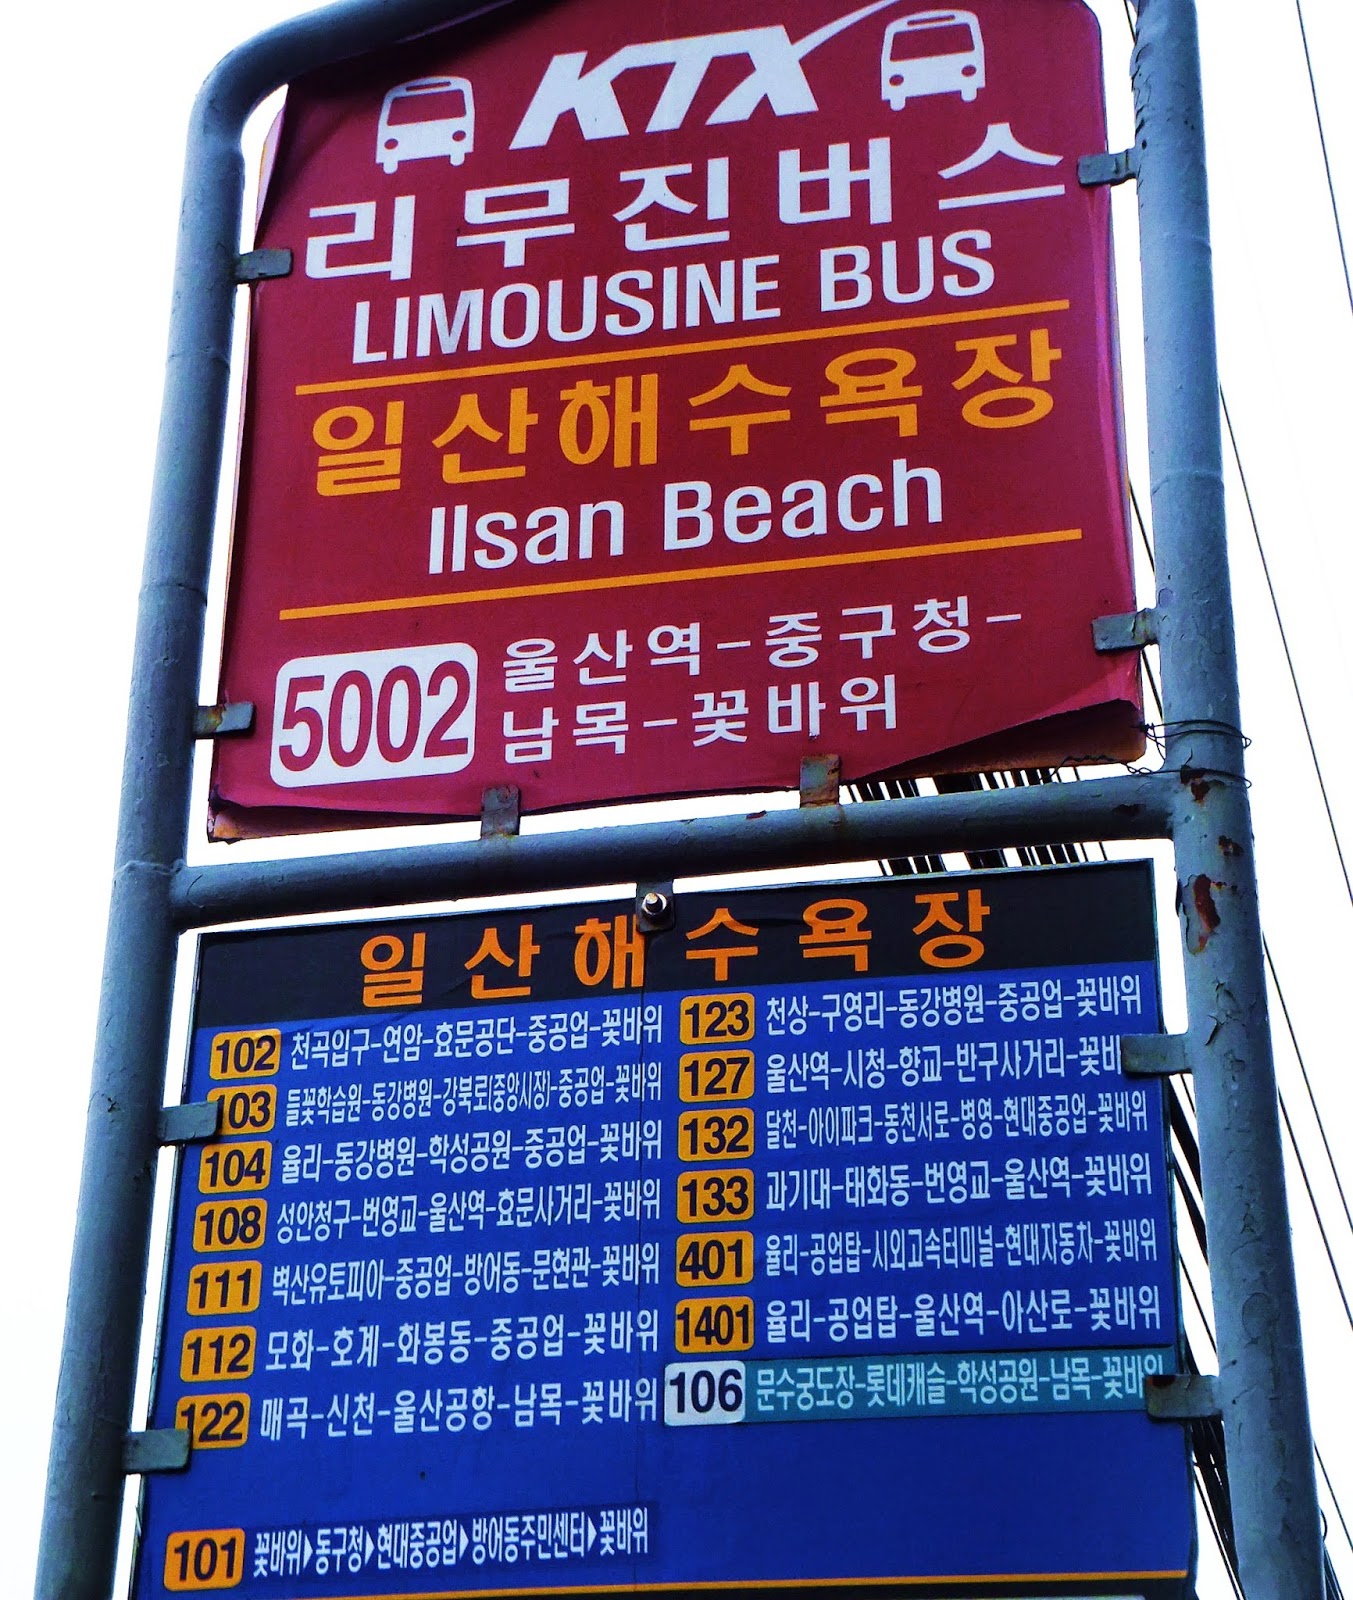 KTX
리무진버스
LIMOUSINE BUS
일산해수욕장
Ilsan Beach
5002 울산역-중구청-
남목-꽃바위
일산해수욕장
102 천곡입구-연암-효문공단-중공업-꽃바위
103 들꽃학습원-동강병원-강북로(중앙시장)-중공업-꽃바위
104 율리-동강병원-학성공원-중공업-꽃바위
108 성안청구-번영교-울산역-효문사거리-꽃바위
111 벽산유토피아-중공업-방어동-문현관-꽃바위
112 모화-호계-화봉동-중공업-꽃바위
122 매곡-신천-울산공항-남목-꽃바위
123 천상-구영리-동강병원-중공업-꽃바위
127 울산역-시청-향교-반구사거리-꽃바
132 달천-아이파크-동천서로-병영-현대중공업-꽃바위
133 과기대-태화동-번영교-울산역-꽃바위
401 율리-공업탑-시외고속터미널-현대자동차-꽃바위
1401 율리-공업탑-울산역-아산로-꽃바위
106 문수궁도장-롯데캐슬-학성공원-남목-꽃바위
101 꽃바위▶동구청▶현대중공업▶방어동주민센터▶꽃바위